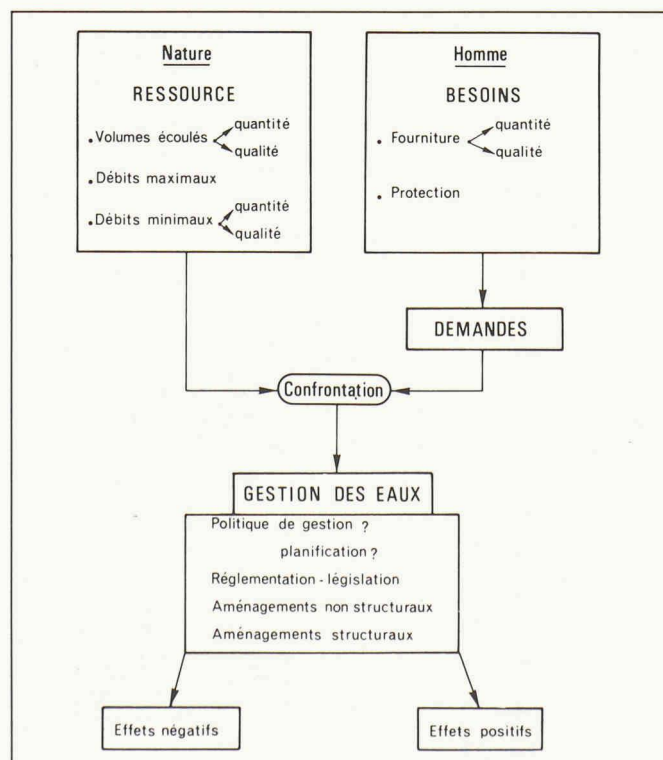 Nature
RESSOURCE
• Volumes écoulés
quantité
qualité
• Débits maximaux
• Débits minimaux
quantité
qualité
Homme
BESOINS
• Fourniture
quantité
qualité
• Protection
DEMANDES
Confrontation
GESTION DES EAUX
Politique de gestion ?
planification ?
Réglementation - législation
Aménagements non structuraux
Aménagements structuraux
Effets négatifs
Effets positifs